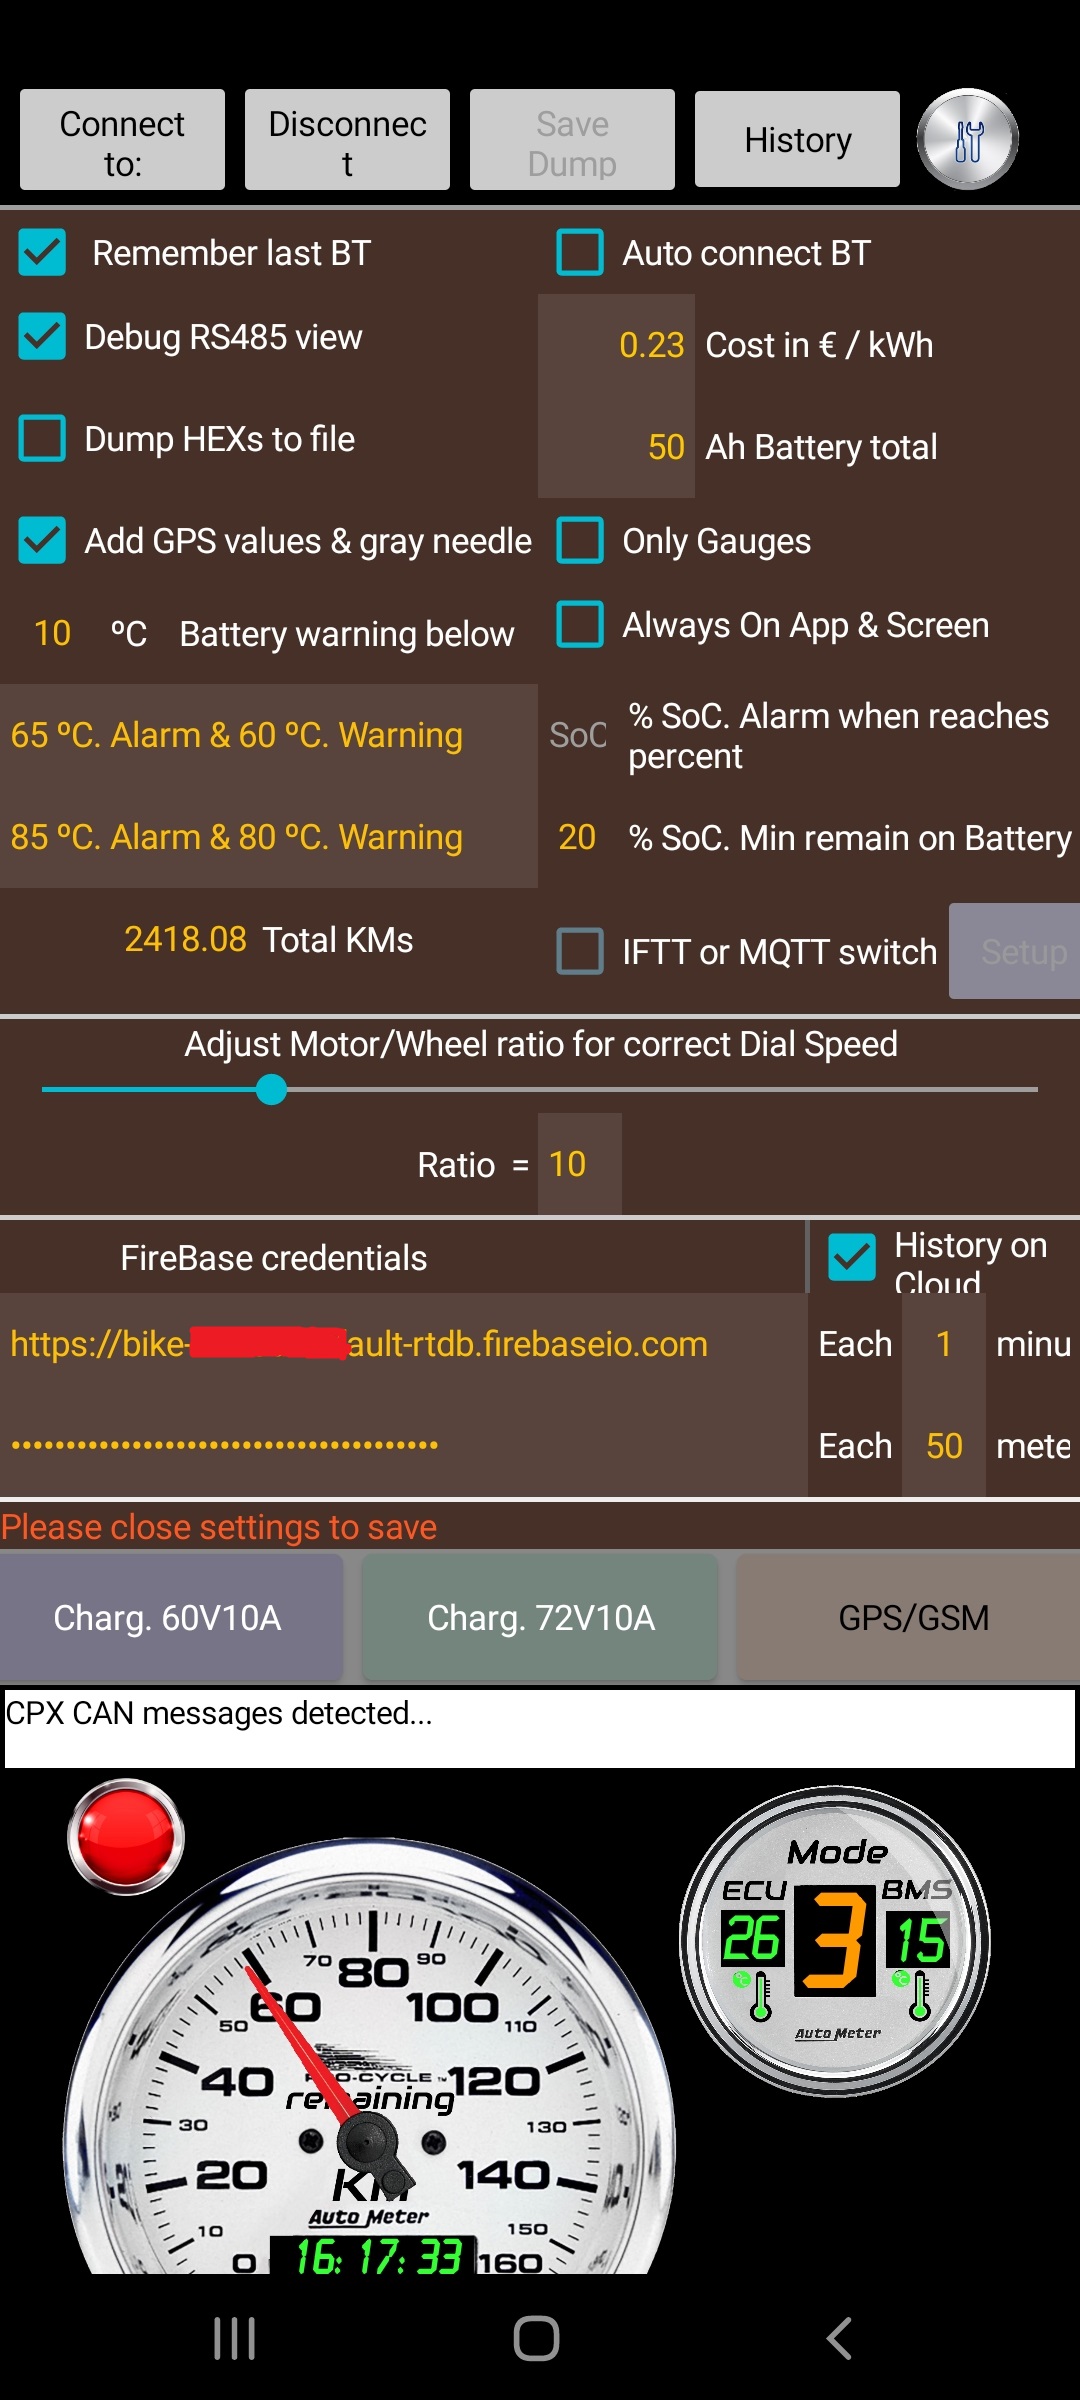 Connect
to:
Disconnec
t
Save
Dump
History
Remember last BT
Auto connect BT
Debug RS485 view
0.23 Cost in € / kWh
Dump HEXs to file
50 Ah Battery total
Add GPS values & gray needle
Only Gauges
10 ºC Battery warning below
Always On App & Screen
65 ºC. Alarm & 60 ºC. Warning
SoC % SoC. Alarm when reaches
percent
85 ºC. Alarm & 80 ºC. Warning
20 % SoC. Min remain on Battery
2418.08 Total KMs
IFTT or MQTT switch
Setup
Adjust Motor/Wheel ratio for correct Dial Speed
Ratio = 10
FireBase credentials
History on
Cloud
https://bike-
ault-rtdb.firebaseio.com
Each 1 minu
••••••••••••••••••••••••••••••••••••••
Each 50 mete
Please close settings to save
Charg. 60V10A
Charg. 72V10A
GPS/GSM
CPX CAN messages detected...
Mode
ECU
BMS
26
3
15
°C
°C
Auto Meter
70
80
90
60
100
50
110
40
120
remaining
30
130
20
140
KM
Auto Meter
10
150
0
16:17:33
160